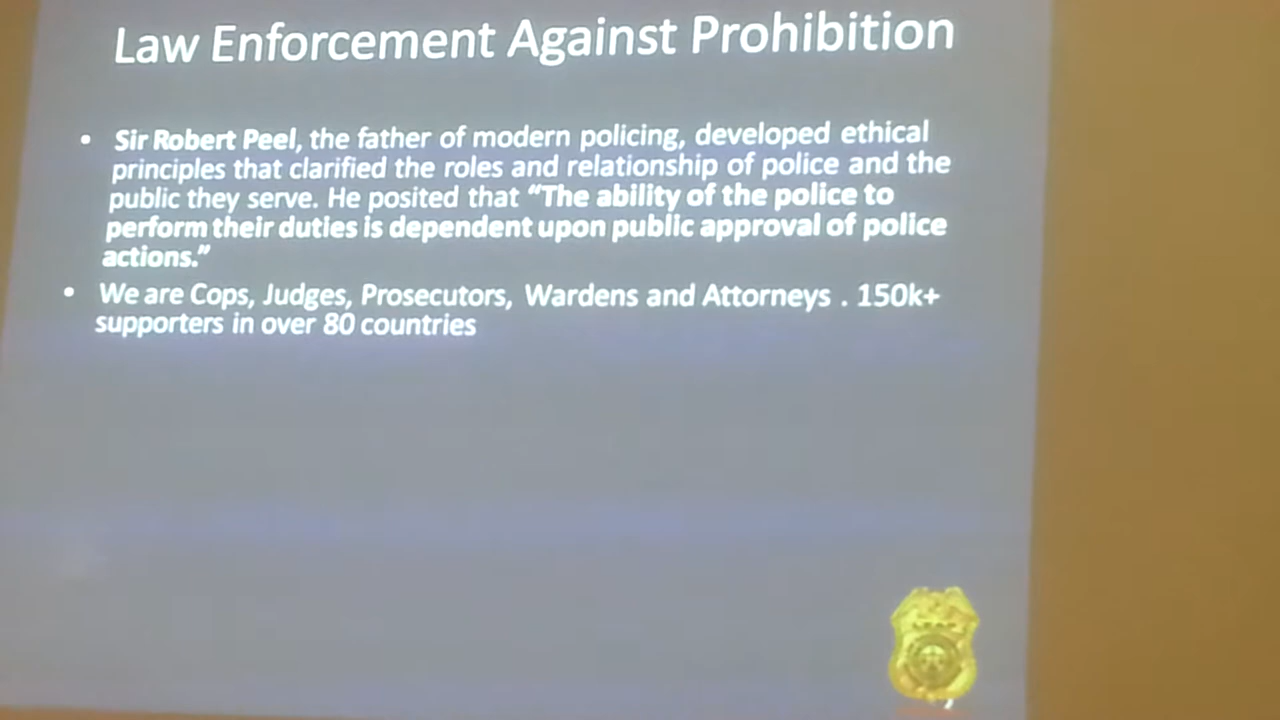 Law Enforcement Against Prohibition
• Sir Robert Peel, the father of modern policing, developed ethical
principles that clarified the roles and relationship of police and the
public they serve. He posited that “The ability of the police to
perform their duties is dependent upon public approval of police
actions.”
• We are Cops, Judges, Prosecutors, Wardens and Attorneys . 150k+
supporters in over 80 countries